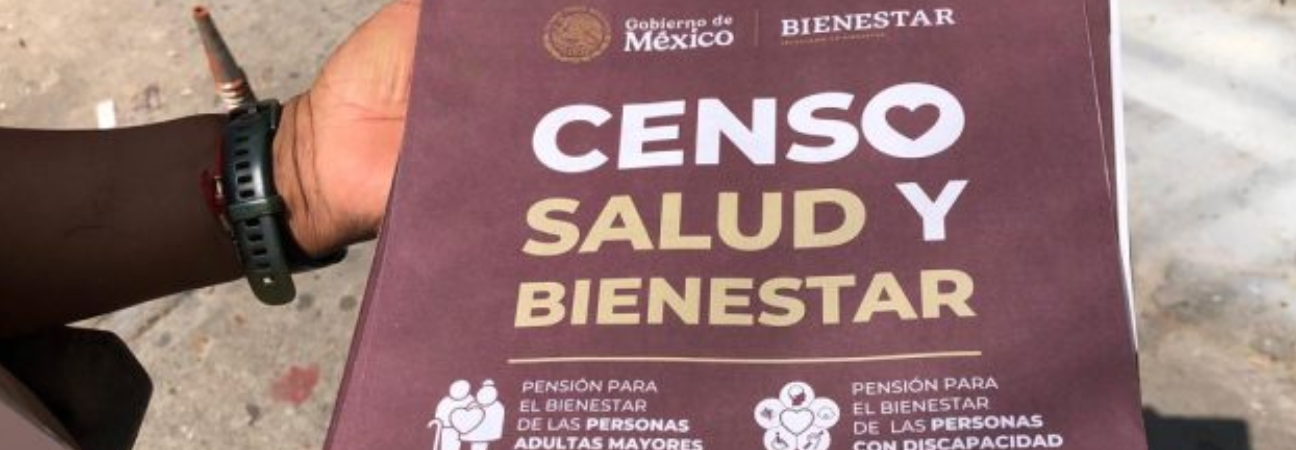 Gobierno de
México
BIENESTAR
CENSO
SALUD Y
BIENESTAR
PENSIÓN PARA
EL BIENESTAR
DE LAS PERSONAS
ADULTAS MAYORES
PENSIÓN PARA
EL BIENESTAR
DE LAS PERSONAS
CON DISCAPACIDAD